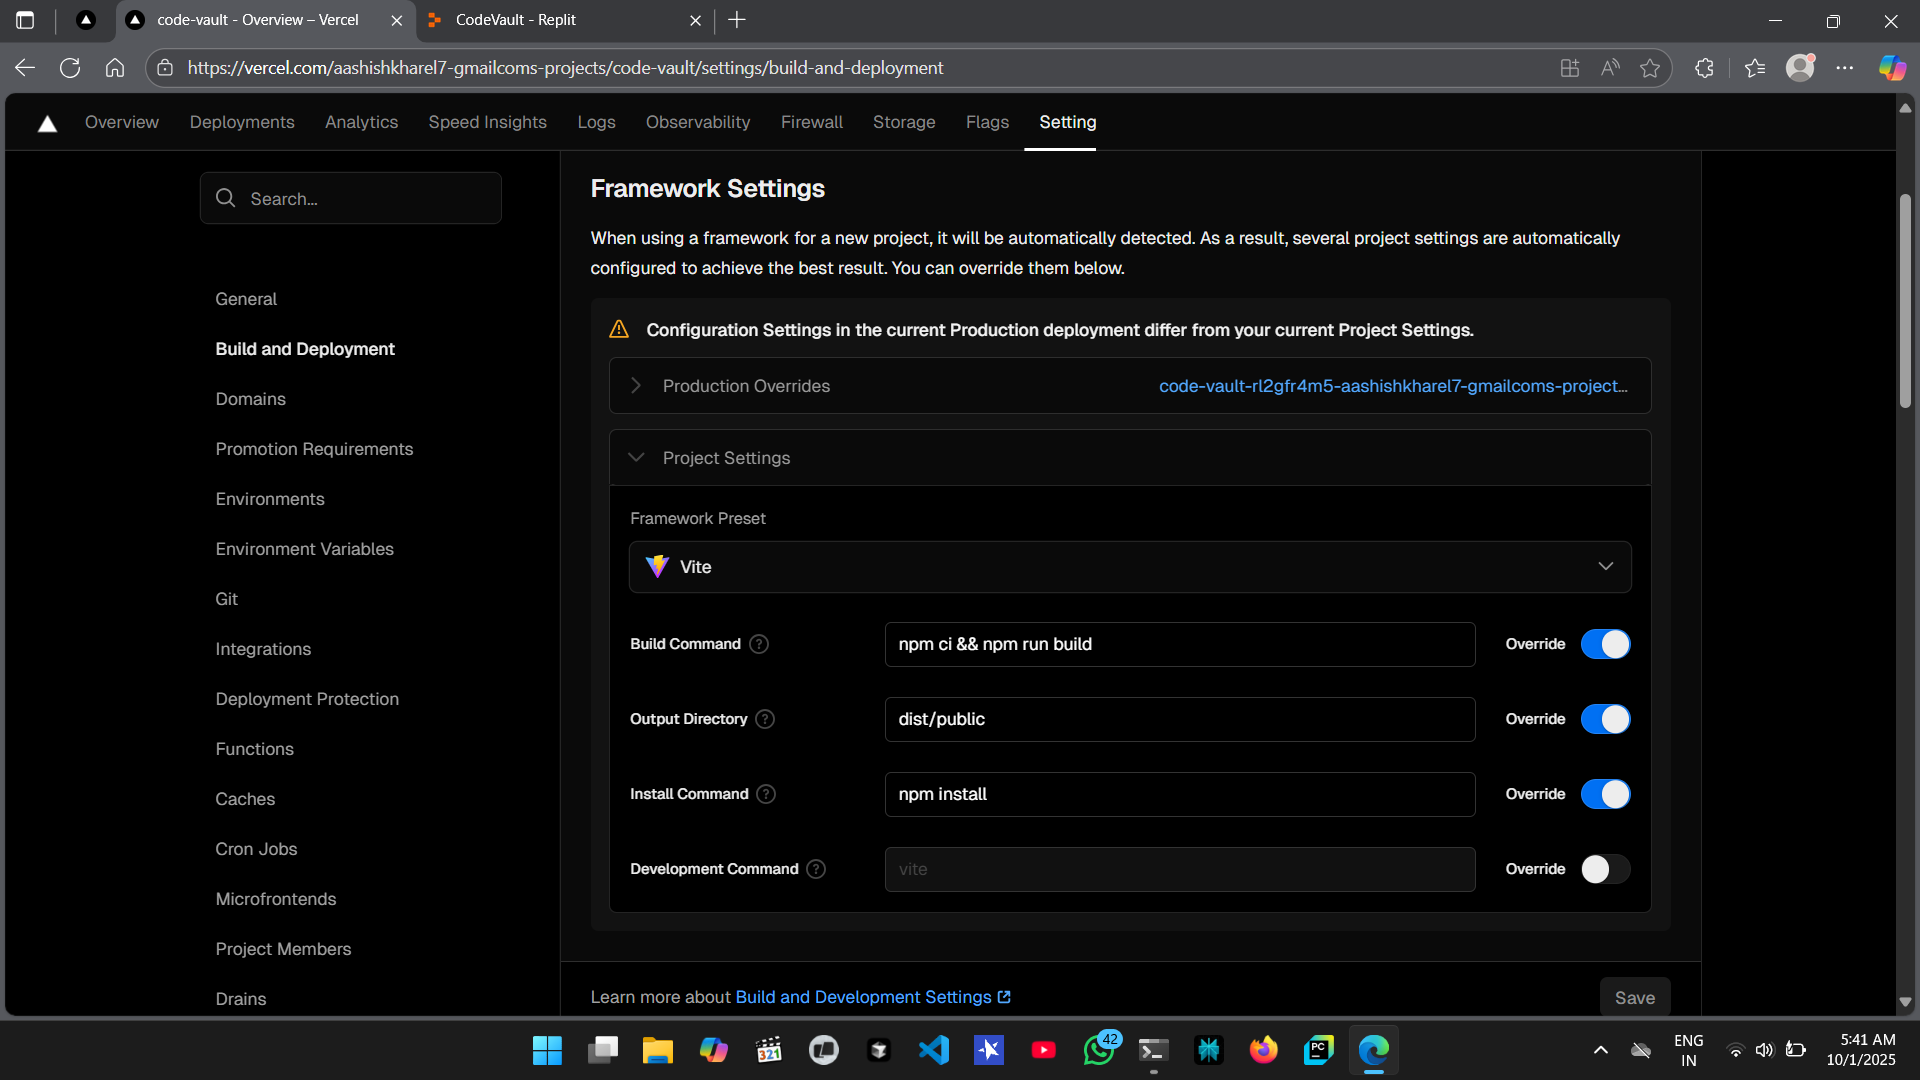 code-vault - Overview – Vercel
CodeVault - Replit
https://vercel.com/aashishkharel7-gmailcoms-projects/code-vault/settings/build-and-deployment
Overview
Deployments
Analytics
Speed Insights
Logs
Observability
Firewall
Storage
Flags
Setting
Search...
General
Build and Deployment
Domains
Promotion Requirements
Environments
Environment Variables
Git
Integrations
Deployment Protection
Functions
Caches
Cron Jobs
Microfrontends
Project Members
Drains
Framework Settings
When using a framework for a new project, it will be automatically detected. As a result, several project settings are automatically
configured to achieve the best result. You can override them below.
Configuration Settings in the current Production deployment differ from your current Project Settings.
Production Overrides
code-vault-rl2gfr4m5-aashishkharel7-gmailcoms-project...
Project Settings
Framework Preset
Vite
Build Command
npm ci && npm run build
Override
Output Directory
dist/public
Override
Install Command
npm install
Override
Development Command
vite
Override
Learn more about Build and Development Settings
Save
321
42
PC
ENG
IN
5:41 AM
10/1/2025